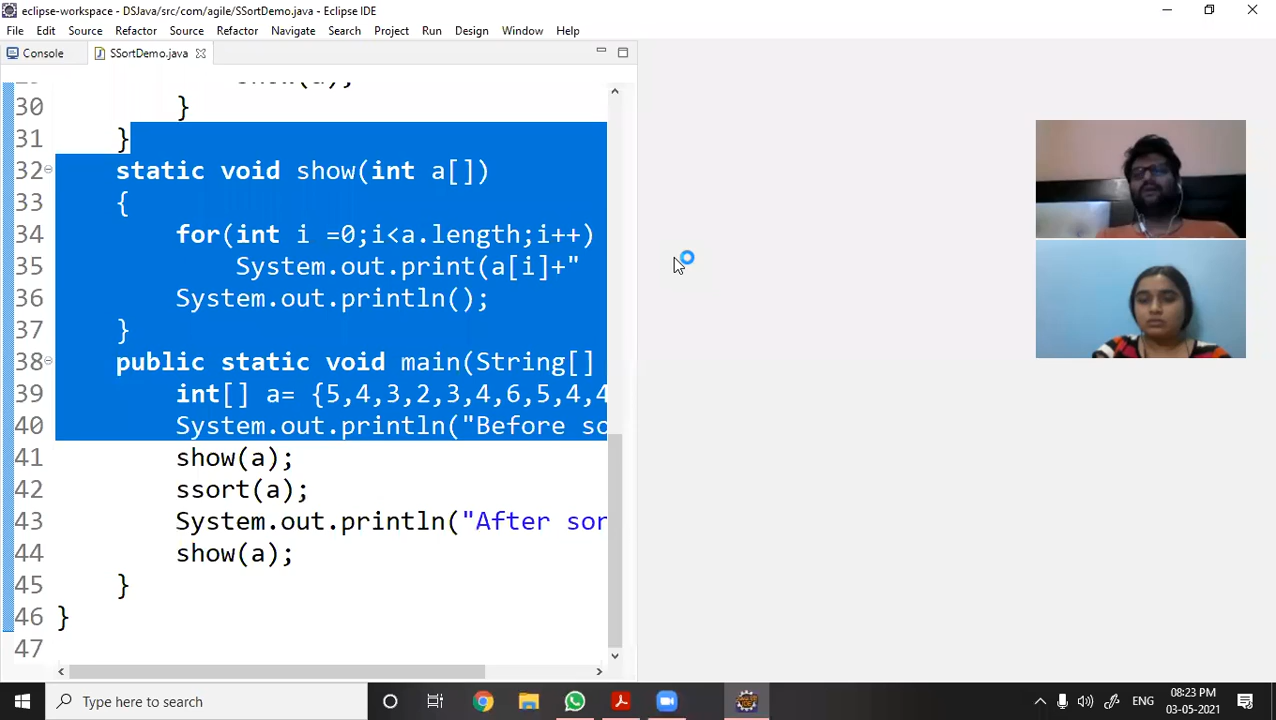 eclipse-workspace - DSJava/src/com/agile/SSortDemo.java - Eclipse IDE
File Edit Source Refactor Source Refactor Navigate Search Project Run Design Window Help
Console SSortDemo.java
30 }
31 }
32 static void show(int a[])
33 {
34 for(int i =0;i<a.length;i++)
35 System.out.print(a[i]+"
36 System.out.println();
37 }
38 public static void main(String[]
39 int[] a= {5,4,3,2,3,4,6,5,4,4
40 System.out.println("Before so
41 show(a);
42 ssort(a);
43 System.out.println("After sor
44 show(a);
45 }
46 }
47
Type here to search
ENG
08:23 PM
03-05-2021